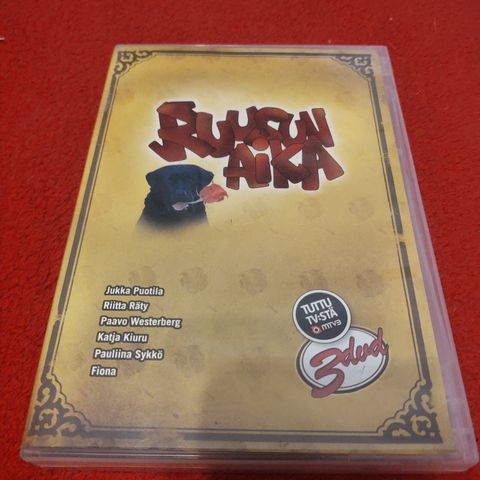 RUUSUN
AIKA
Jukka Puotila
Riitta Räty
Paavo Westerberg
Katja Kiuru
Pauliina Sykkö
Fiona
TUTTU
TV:STÄ
MTV3
3dvd